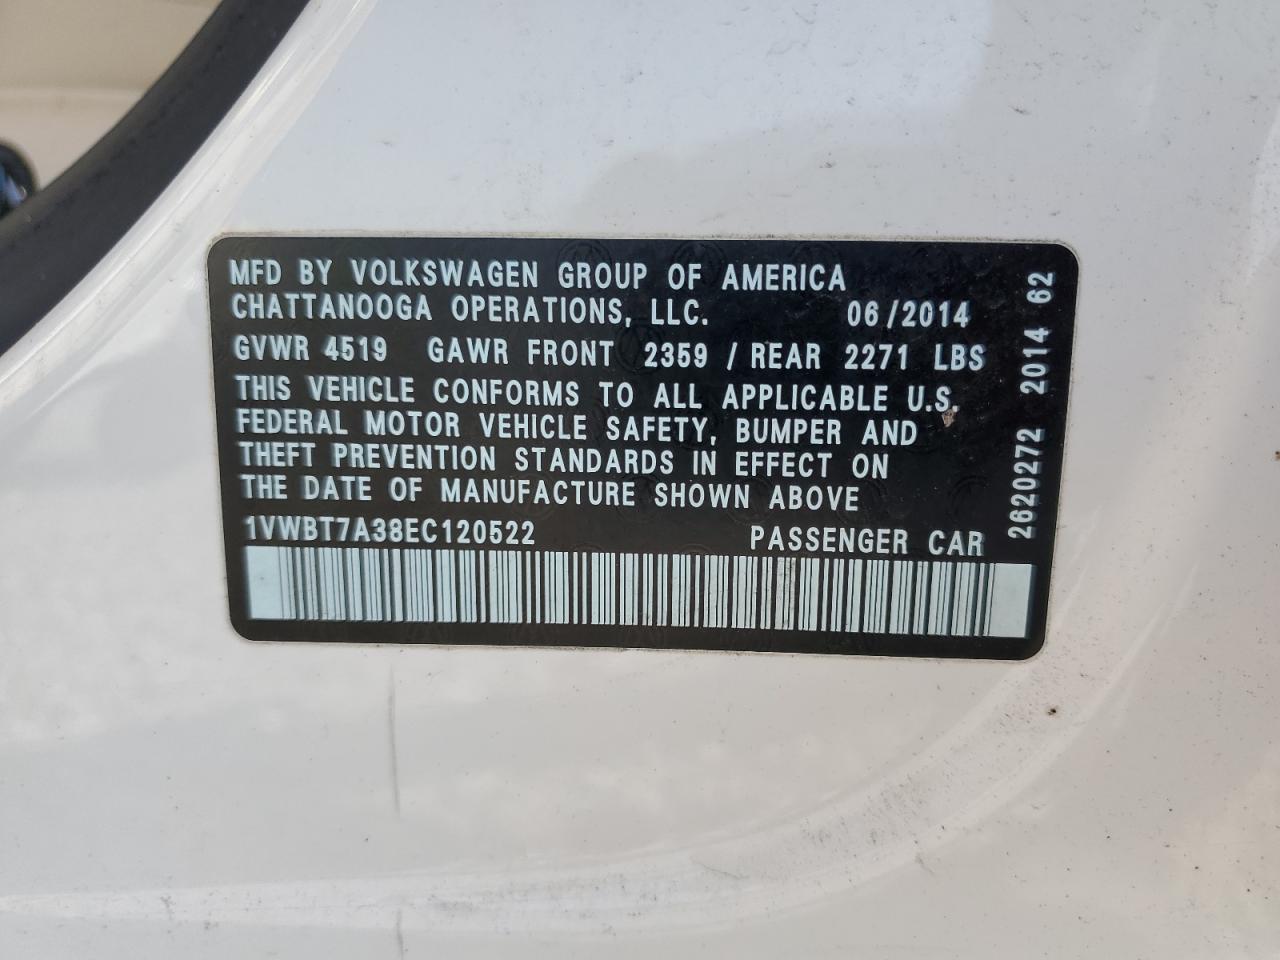 MFD BY VOLKSWAGEN GROUP OF AMERICA
CHATTANOOGA OPERATIONS, LLC. 06/2014
GVWR 4519 GAWR FRONT 2359 / REAR 2271 LBS
THIS VEHICLE CONFORMS TO ALL APPLICABLE U.S.
FEDERAL MOTOR VEHICLE SAFETY, BUMPER AND
THEFT PREVENTION STANDARDS IN EFFECT ON
THE DATE OF MANUFACTURE SHOWN ABOVE
1VWBT7A38EC120522 PASSENGER CAR
2620272 2014 62